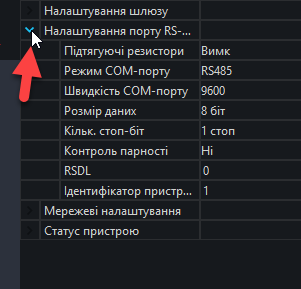 Налаштування шлюзу
Налаштування порту RS-...
Підтягуючі резистори Вимк
Режим COM-порту RS485
Швидкість COM-порту 9600
Розмір даних 8 біт
Кільк. стоп-біт 1 стоп
Контроль парності Ні
RSDL 0
Ідентифікатор пристр... 1
Мережеві налаштування
Статус пристрою